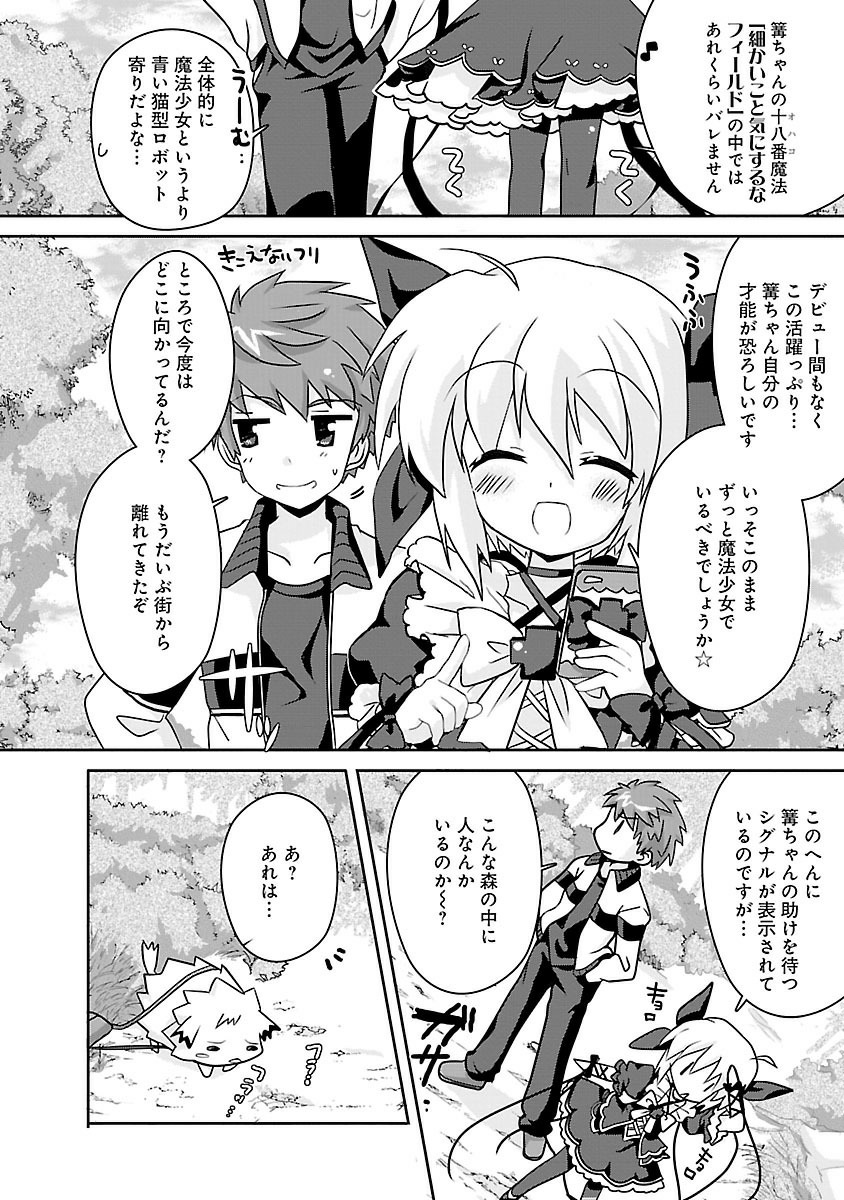 篝ちゃんの十八番魔法
オハコ
「細かいこと気にするな
フィールド」の中では
あれくらいバレません
♪
てく
てく
うーむ…
全体的に
魔法少女というより
青い猫型ロボット
寄りだよな…
デビュー間もなく
この活躍っぷり…
篝ちゃん自分の
才能が恐ろしいです
うふふ
いっそこのまま
ずっと魔法少女で
いるべきでしょうか☆
きこえないフリ
ところで今度は
どこに向かってるんだ?
もうだいぶ街から
離れてきたぞ
このへんに
篝ちゃんの助けを待つ
シグナルが表示されて
いるのですが…
キョロ
きょろ
こんな森の中に
人なんか
いるのか~?
ガサ…
あ?
あれは…
フラ…
フラ…